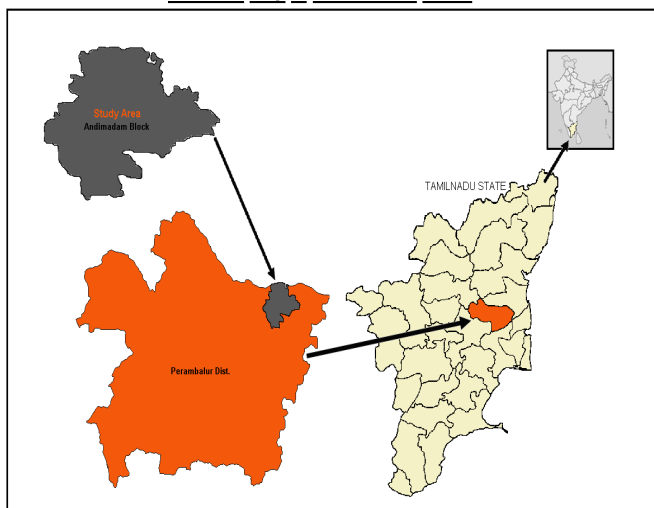 Study Area
Andimadam Block
TAMILNADU STATE
Perambalur Dist.